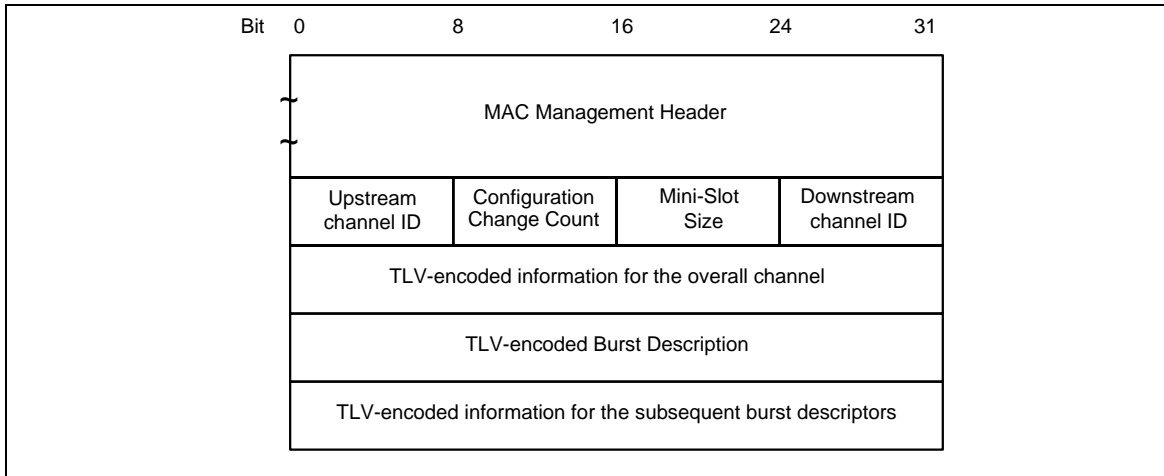 Bit 0 8 16 24 31
~
MAC Management Header
~
Upstream channel ID
Configuration Change Count
Mini-Slot Size
Downstream channel ID
TLV-encoded information for the overall channel
TLV-encoded Burst Description
TLV-encoded information for the subsequent burst descriptors